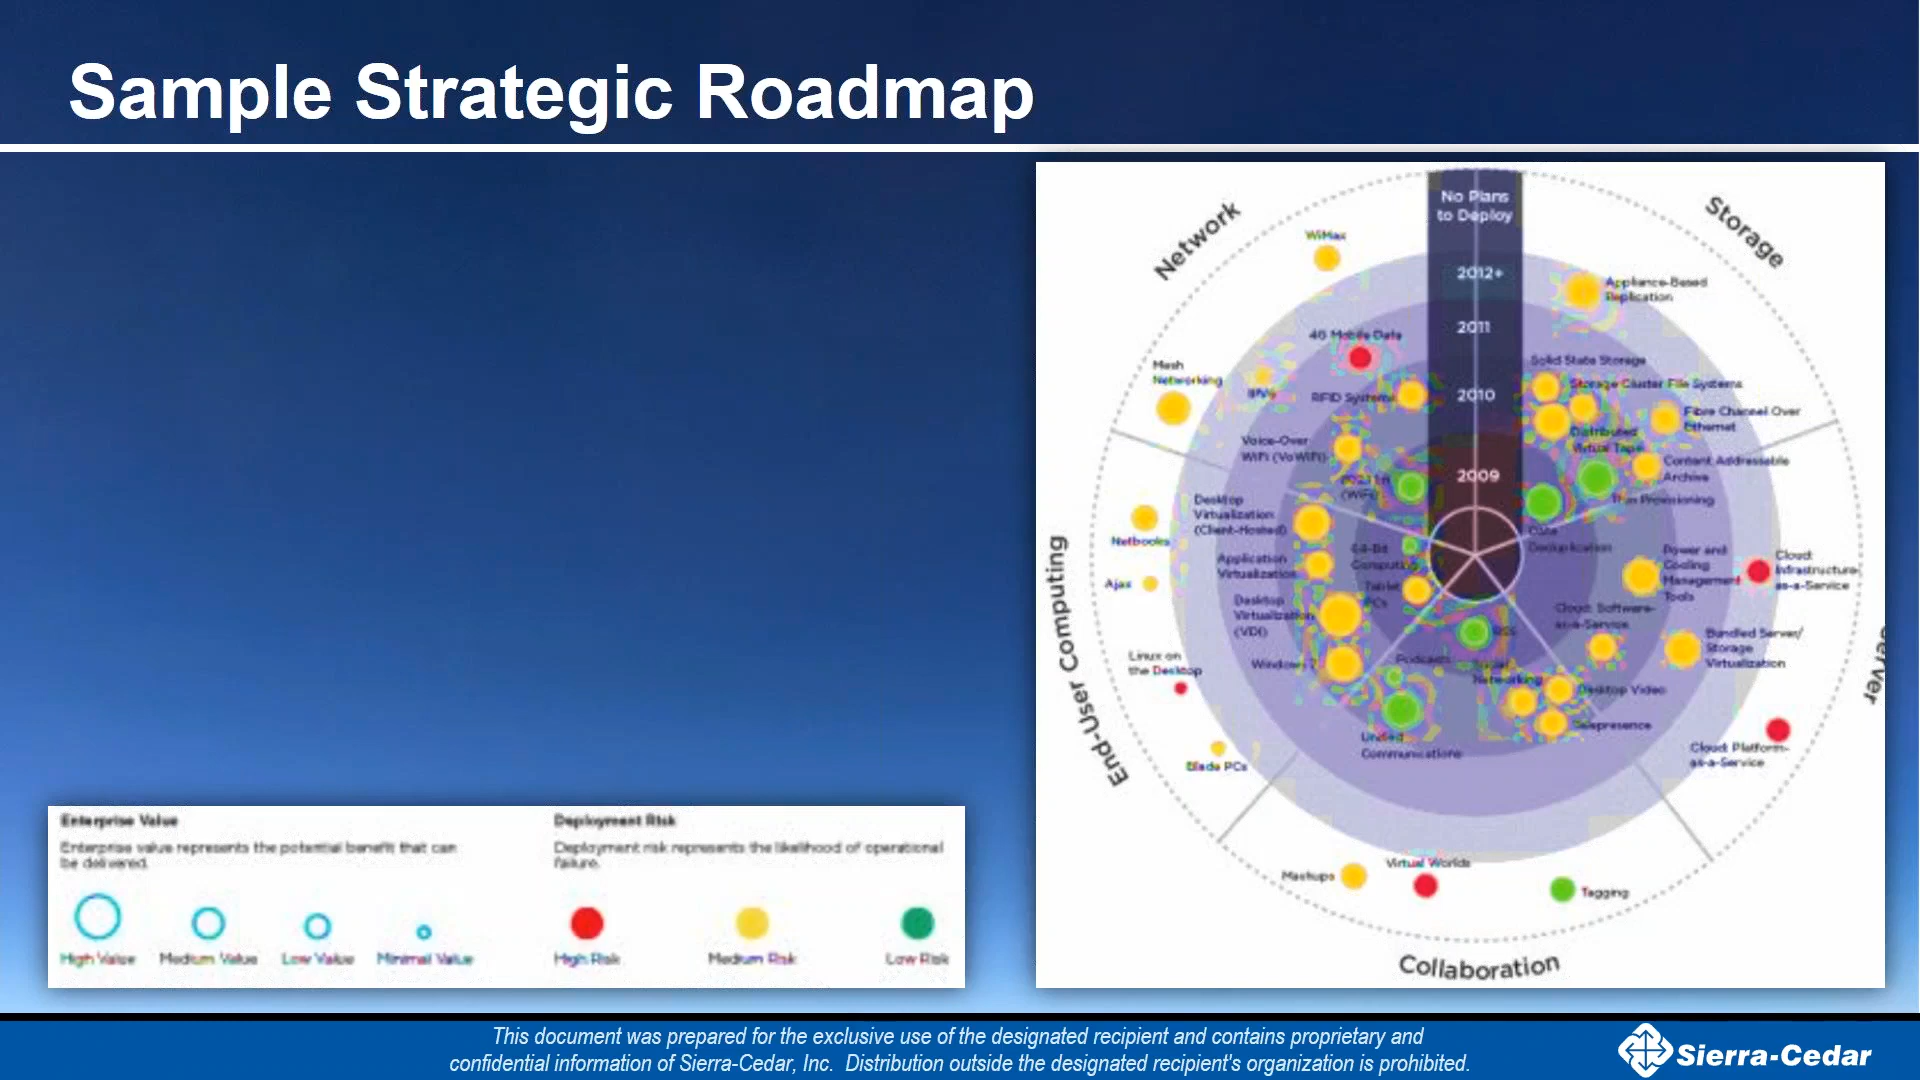 Sample Strategic Roadmap
Network
Storage
No Plans
to Deploy
2012+
2011
2010
2009
WiMax
Appliance-Based
Replication
4G Mobile Data
Solid State Storage
Mesh
Networking
RFID Systems
Storage Cluster File Systems
Fibre Channel Over
Ethernet
Distributed
Virtual Tape
Voice-Over
WiFi (VoWiFi)
Content Addressable
Archive
(WiFi)
Thin Provisioning
Desktop
Virtualization
(Client-Hosted)
Data
Deduplication
Netbooks
64-Bit
Computing
Application
Virtualization
Power and
Cooling
Management
Tools
Cloud:
Infrastructure-
as-a-Service
Ajax
Tablet
PCs
Desktop
Virtualization
(VDI)
Cloud: Software-
as-a-Service
RSS
Bundled Server/
Storage
Virtualization
Linux on
the Desktop
Windows 7
Podcasts
Social
Networking
Desktop Video
Telepresence
Unified
Communications
Cloud: Platform-
as-a-Service
Blade PCs
End-User Computing
Server
Mashups
Virtual Worlds
Tagging
Collaboration
Enterprise Value
Enterprise value represents the potential benefit that can
be delivered.
High Value
Medium Value
Low Value
Minimal Value
Deployment Risk
Deployment risk represents the likelihood of operational
failure.
High Risk
Medium Risk
Low Risk
This document was prepared for the exclusive use of the designated recipient and contains proprietary and
confidential information of Sierra-Cedar, Inc. Distribution outside the designated recipient's organization is prohibited.
Sierra-Cedar